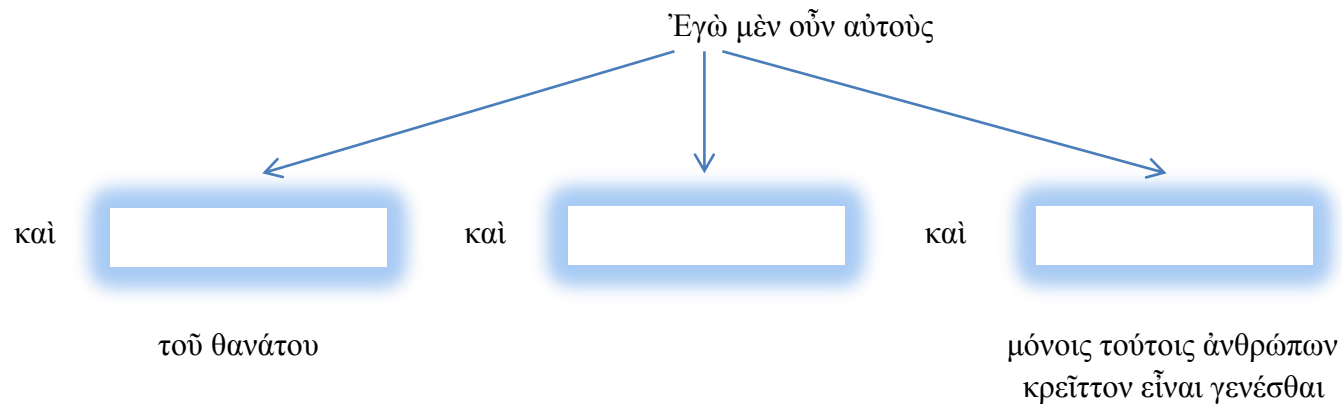 Ἐγὼ μὲν οὖν αὐτοὺς
καὶ καὶ καὶ
τοῦ θανάτου
μόνοις τούτοις ἀνθρώπων
κρεῖττον εἶναι γενέσθαι